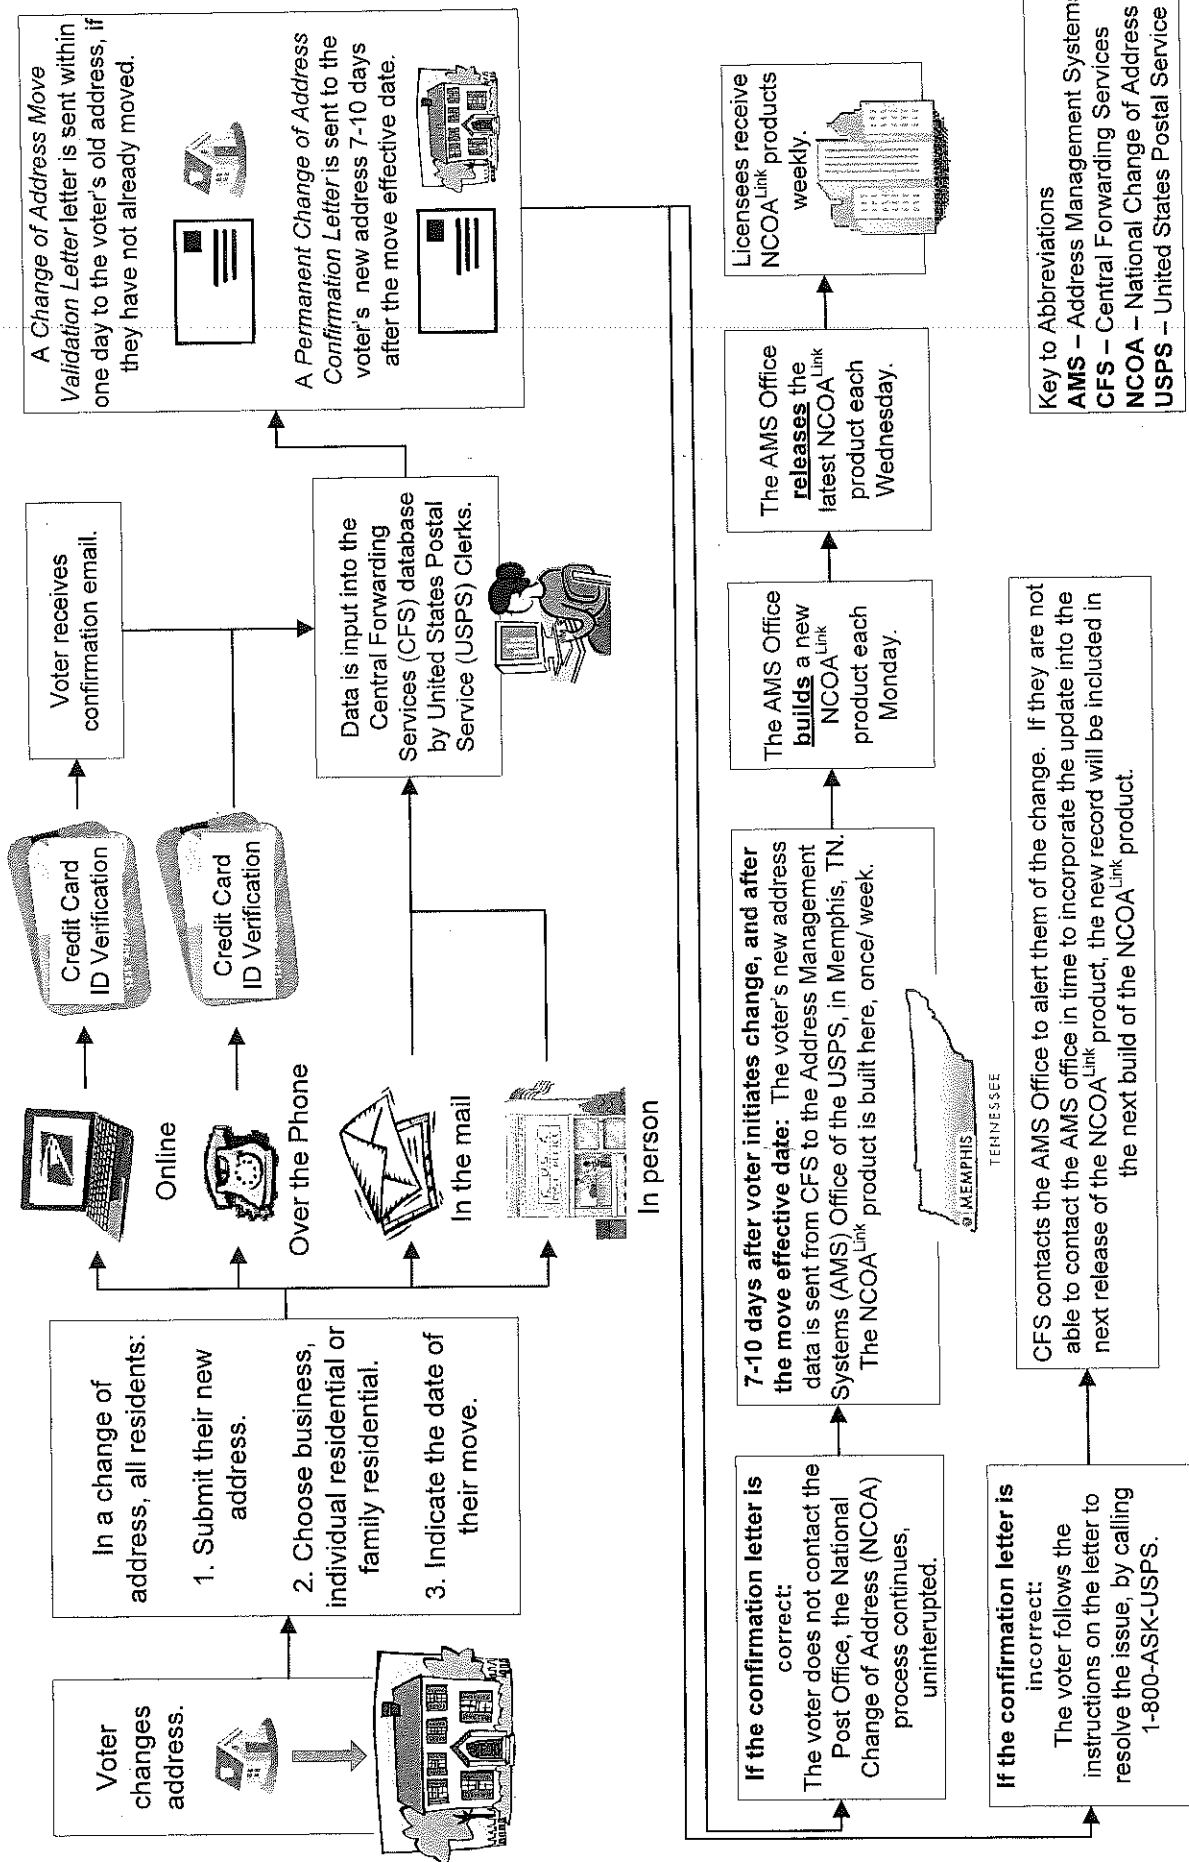 Voter
changes
address.
In a change of
address, all residents:
1. Submit their new
address.
2. Choose business,
individual residential or
family residential.
3. Indicate the date of
their move.
Online
Over the Phone
In the mail
In person
Credit Card
ID Verification
Credit Card
ID Verification
Voter receives
confirmation email.
Data is input into the
Central Forwarding
Services (CFS) database
by United States Postal
Service (USPS) Clerks.
A Change of Address Move
Validation Letter letter is sent within
one day to the voter's old address, if
they have not already moved.
A Permanent Change of Address
Confirmation Letter is sent to the
voter's new address 7-10 days
after the move effective date.
If the confirmation letter is
correct:
The voter does not contact the
Post Office, the National
Change of Address (NCOA)
process continues,
uninterupted.
7-10 days after voter initiates change, and after
the move effective date: The voter's new address
data is sent from CFS to the Address Management
Systems (AMS) Office of the USPS, in Memphis, TN.
The NCOA Link product is built here, once/ week.
MEMPHIS
TENNESSEE
The AMS Office
builds a new
NCOA Link
product each
Monday.
The AMS Office
releases the
latest NCOA Link
product each
Wednesday.
Licensees receive
NCOA Link products
weekly.
If the confirmation letter is
incorrect:
The voter follows the
instructions on the letter to
resolve the issue, by calling
1-800-ASK-USPS.
CFS contacts the AMS Office to alert them of the change. If they are not
able to contact the AMS office in time to incorporate the update into the
next release of the NCOA Link product, the new record will be included in
the next build of the NCOA Link product.
Key to Abbreviations
AMS – Address Management Systems
CFS – Central Forwarding Services
NCOA – National Change of Address
USPS – United States Postal Service